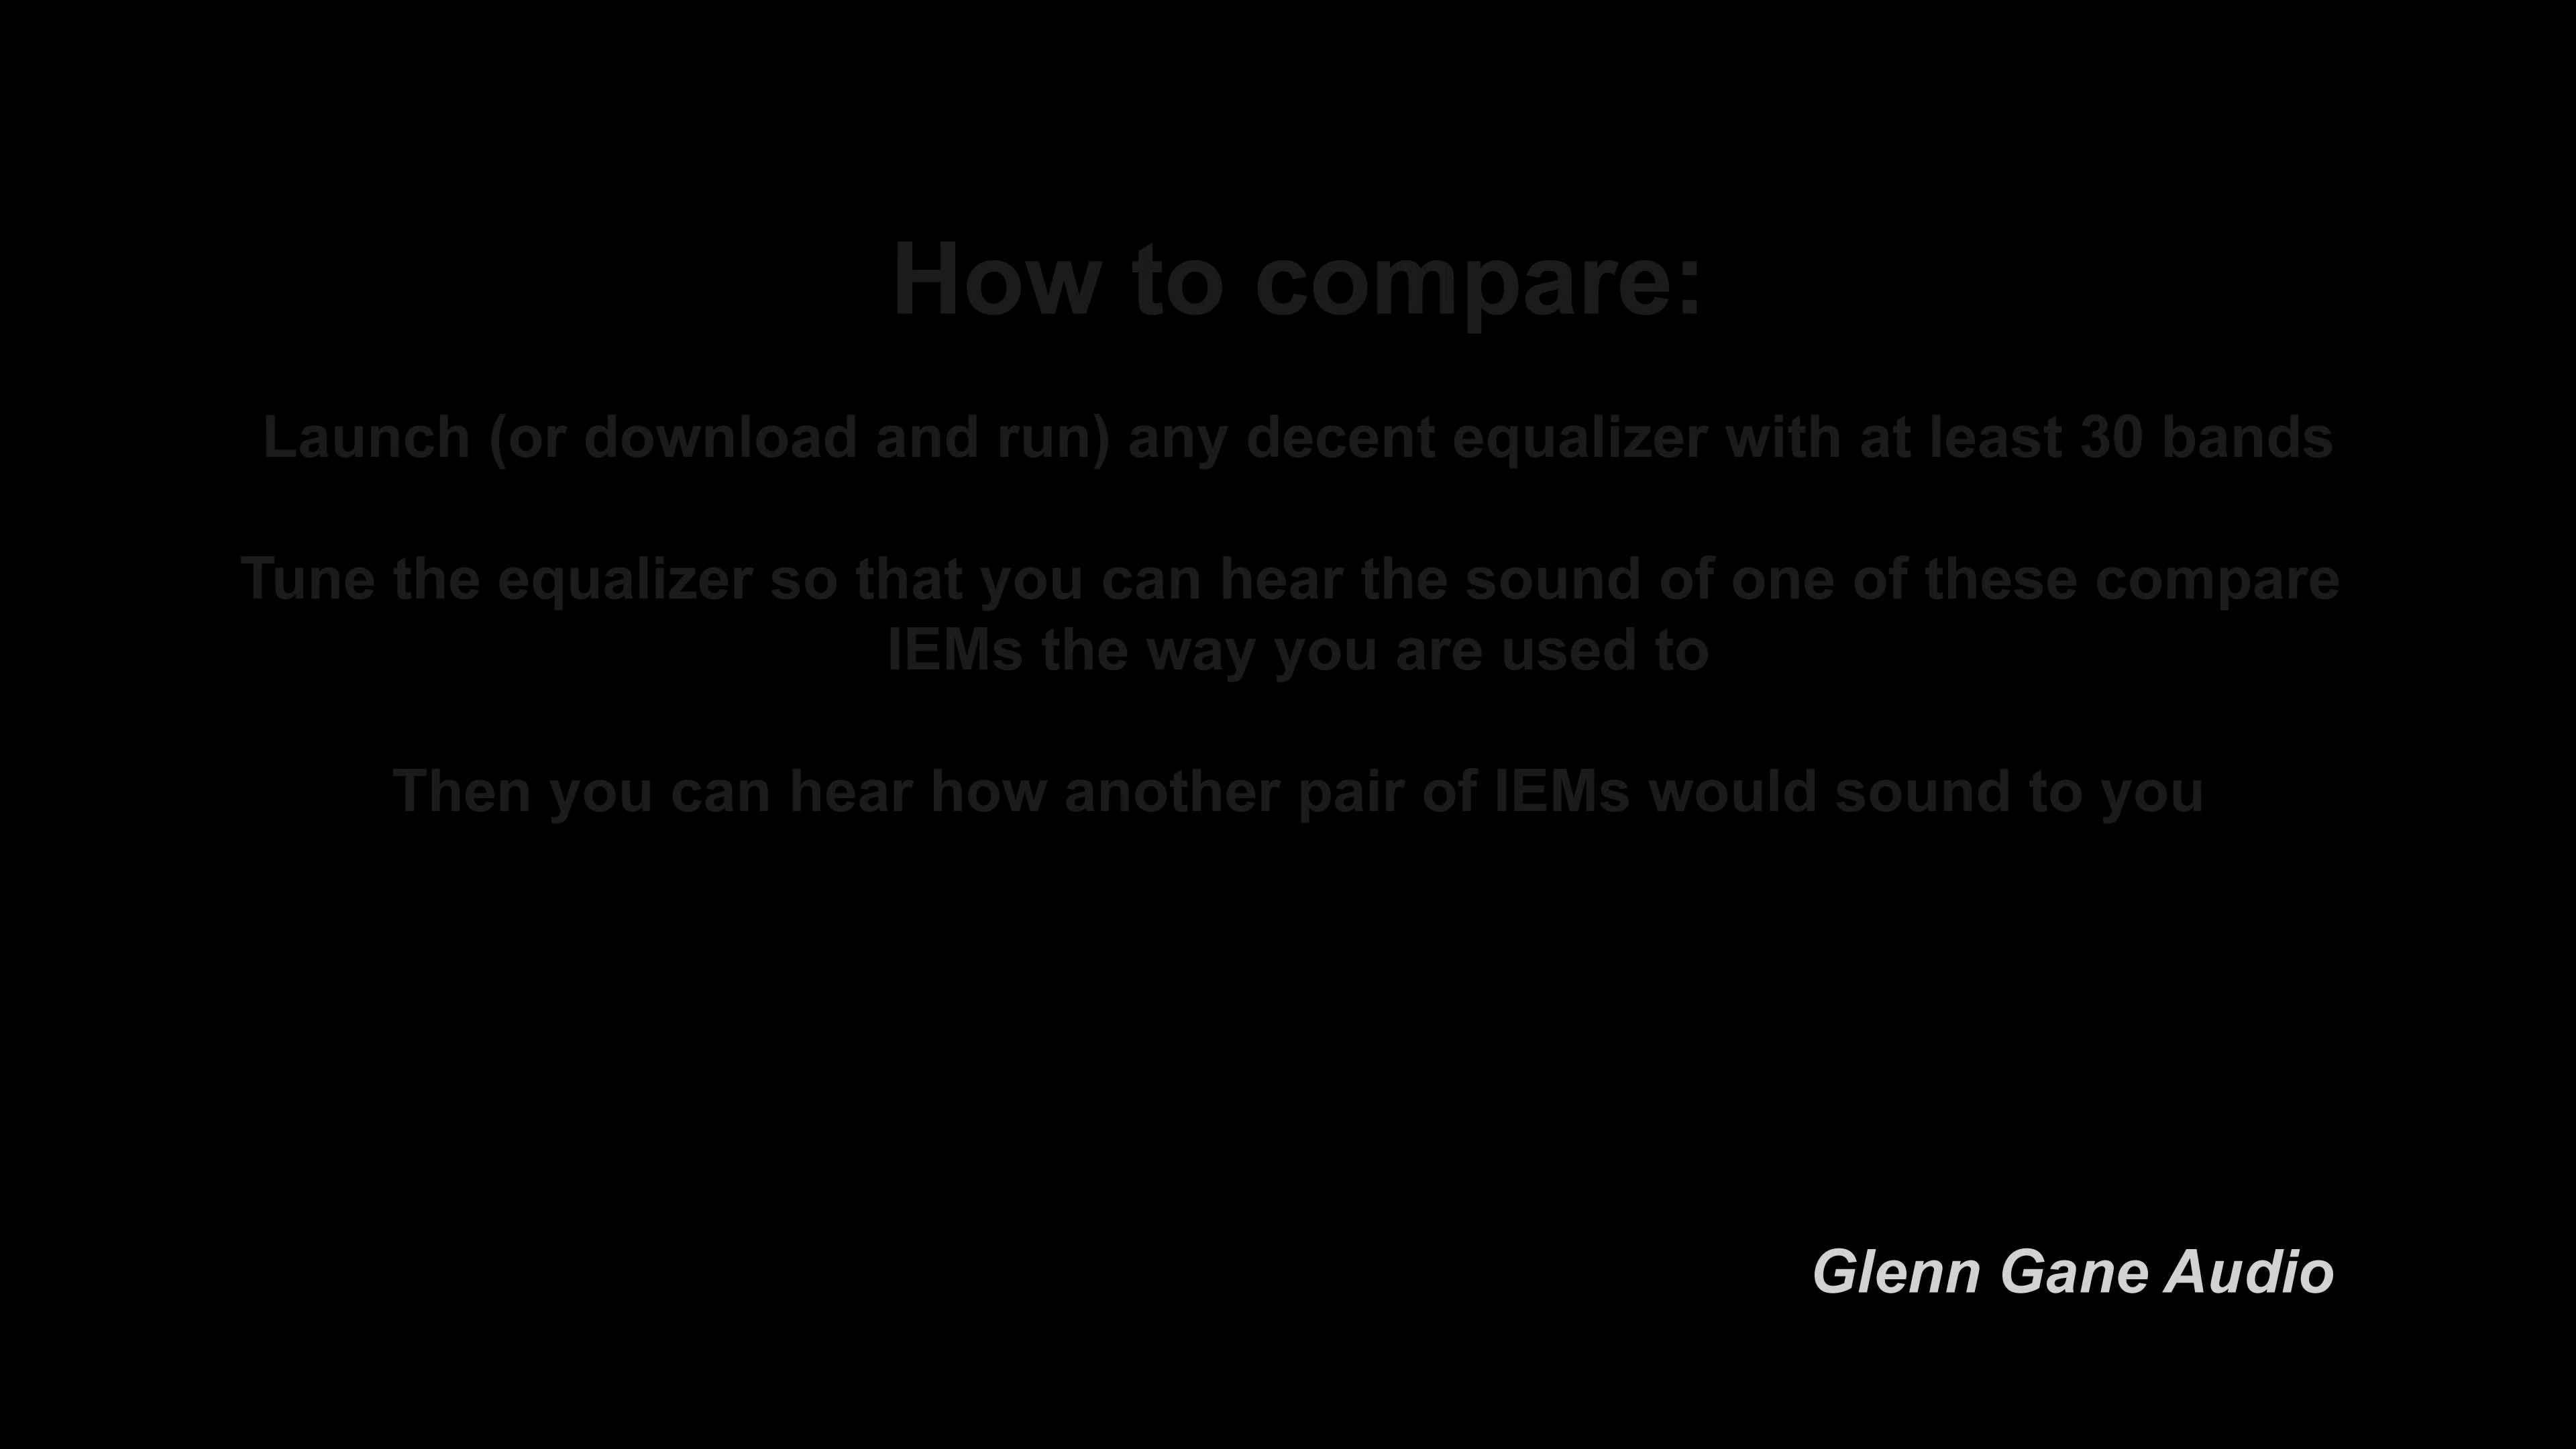 How to compare:
Launch (or download and run) any decent equalizer with at least 30 bands
Tune the equalizer so that you can hear the sound of one of these compare
IEMs the way you are used to
Then you can hear how another pair of IEMs would sound to you
Glenn Gane Audio